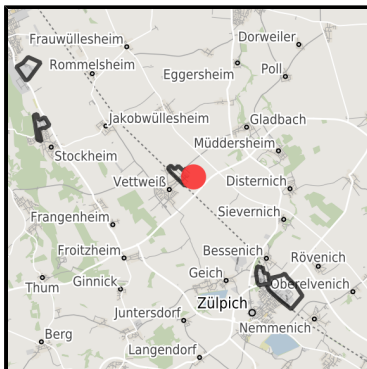 Frauwüllesheim
Dorweiler
Rommelsheim
Eggersheim
Poll
Jakobwüllesheim
Gladbach
Müddersheim
Stockheim
Vettweiß
Disternich
Sievernich
Frangenheim
Froitzheim
Bessenich
Rövenich
Geich
Thum
Ginnick
Oberelvenich
Zülpich
Juntersdorf
Nemmenich
Berg
Langendorf